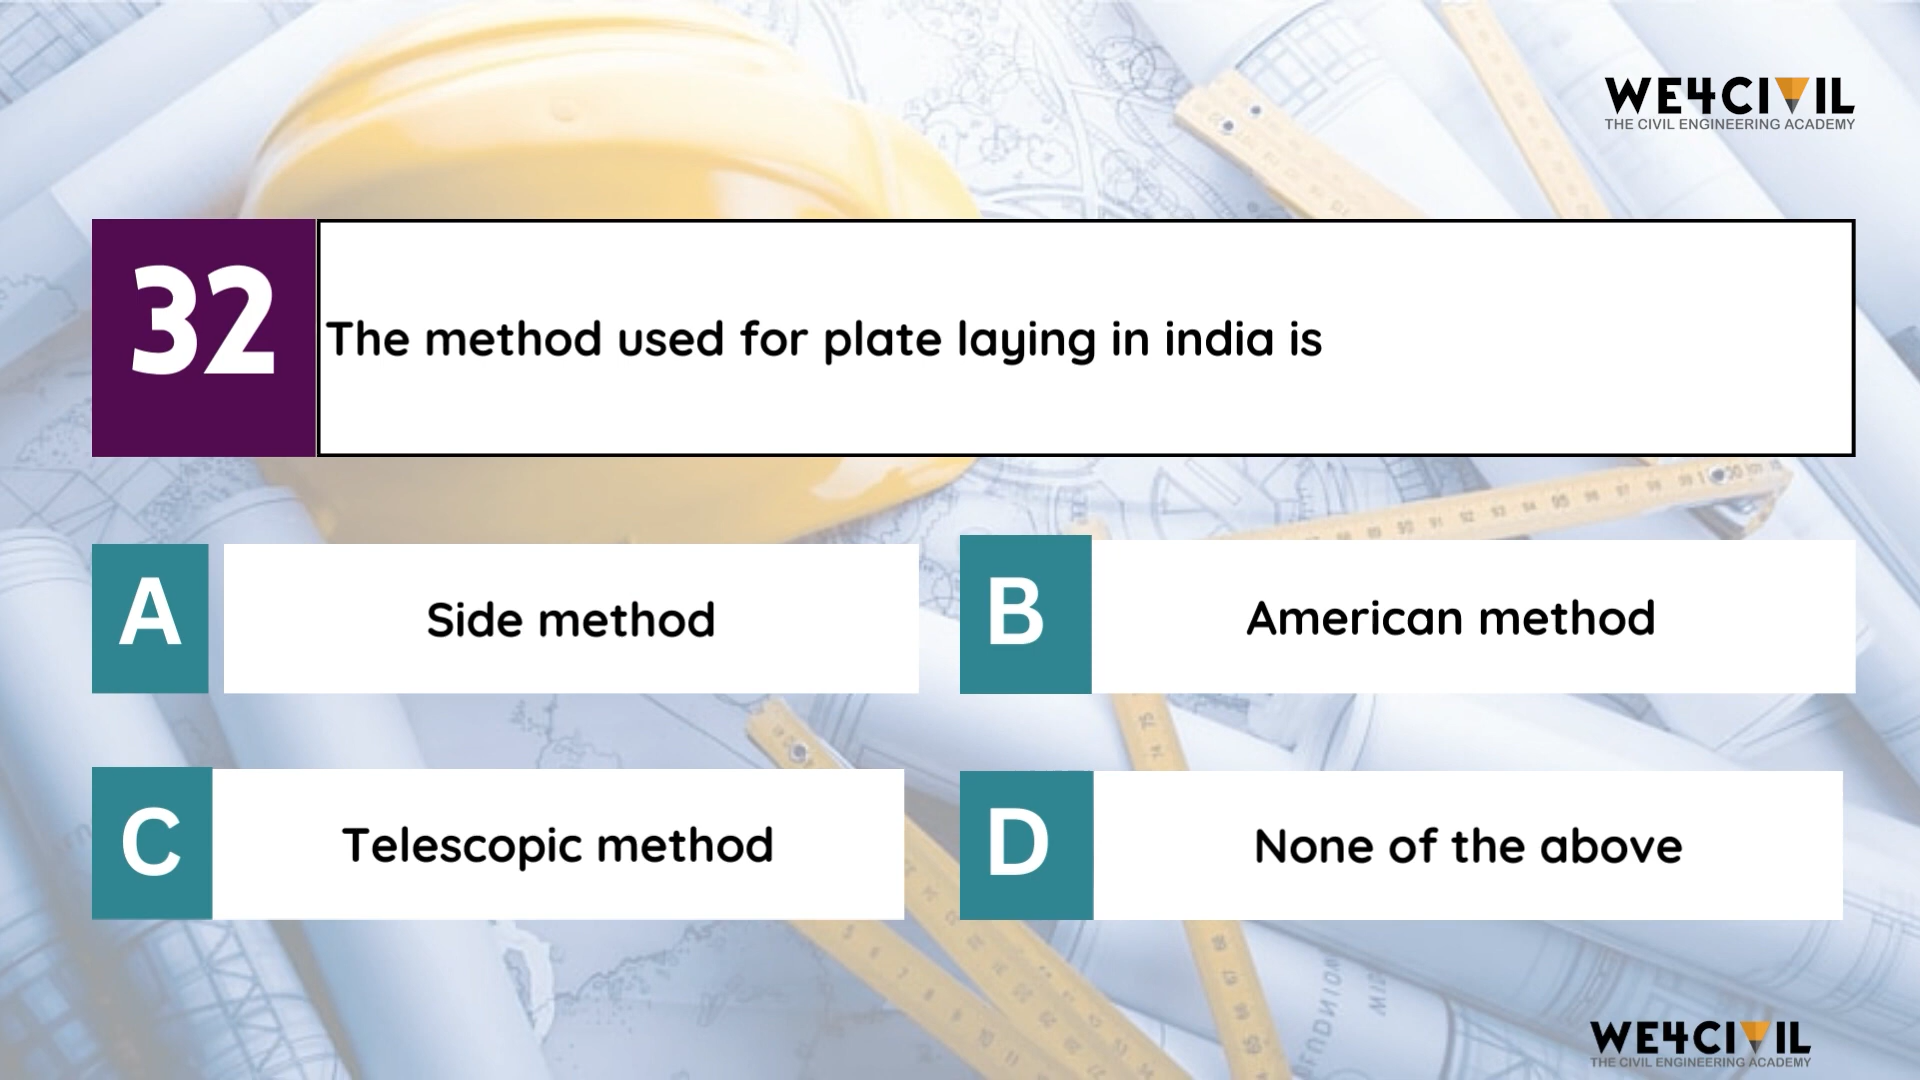 WE4CIVIL
THE CIVIL ENGINEERING ACADEMY
32
The method used for plate laying in india is
A
Side method
B
American method
C
Telescopic method
D
None of the above
WE4CIVIL
THE CIVIL ENGINEERING ACADEMY